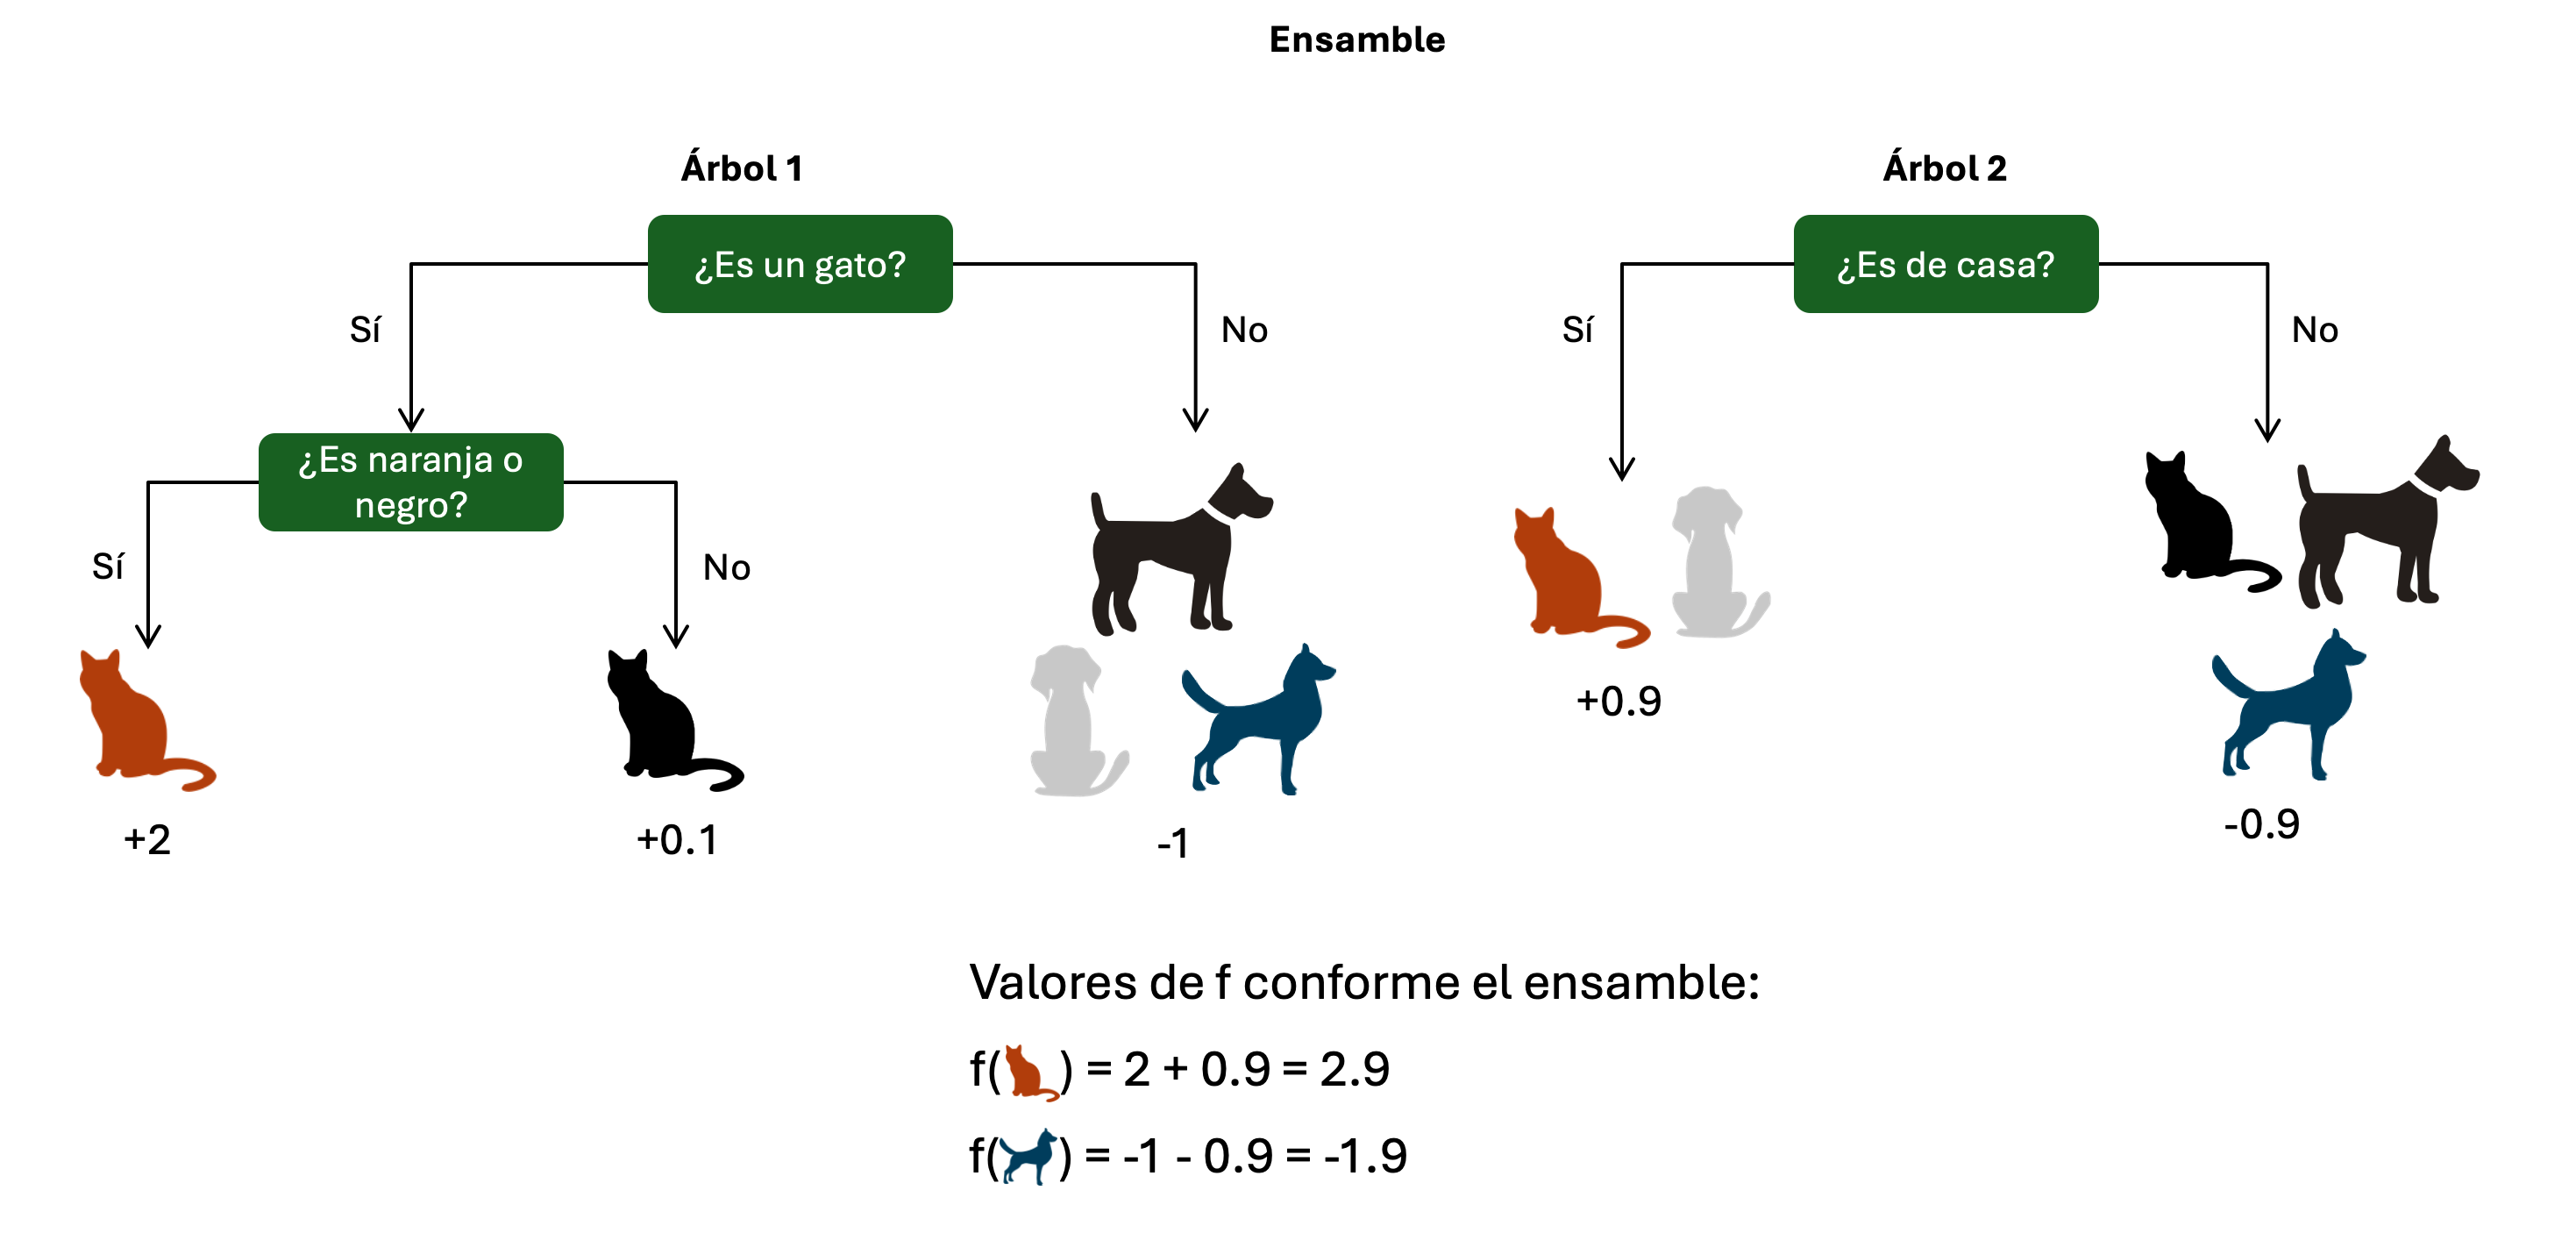 Ensamble
Árbol 1
¿Es un gato?
Sí
No
¿Es naranja o
negro?
Sí
No
+2
+0.1
-1
Árbol 2
¿Es de casa?
Sí
No
+0.9
-0.9
Valores de f conforme el ensamble:
f( ) = 2 + 0.9 = 2.9
f( ) = -1 - 0.9 = -1.9